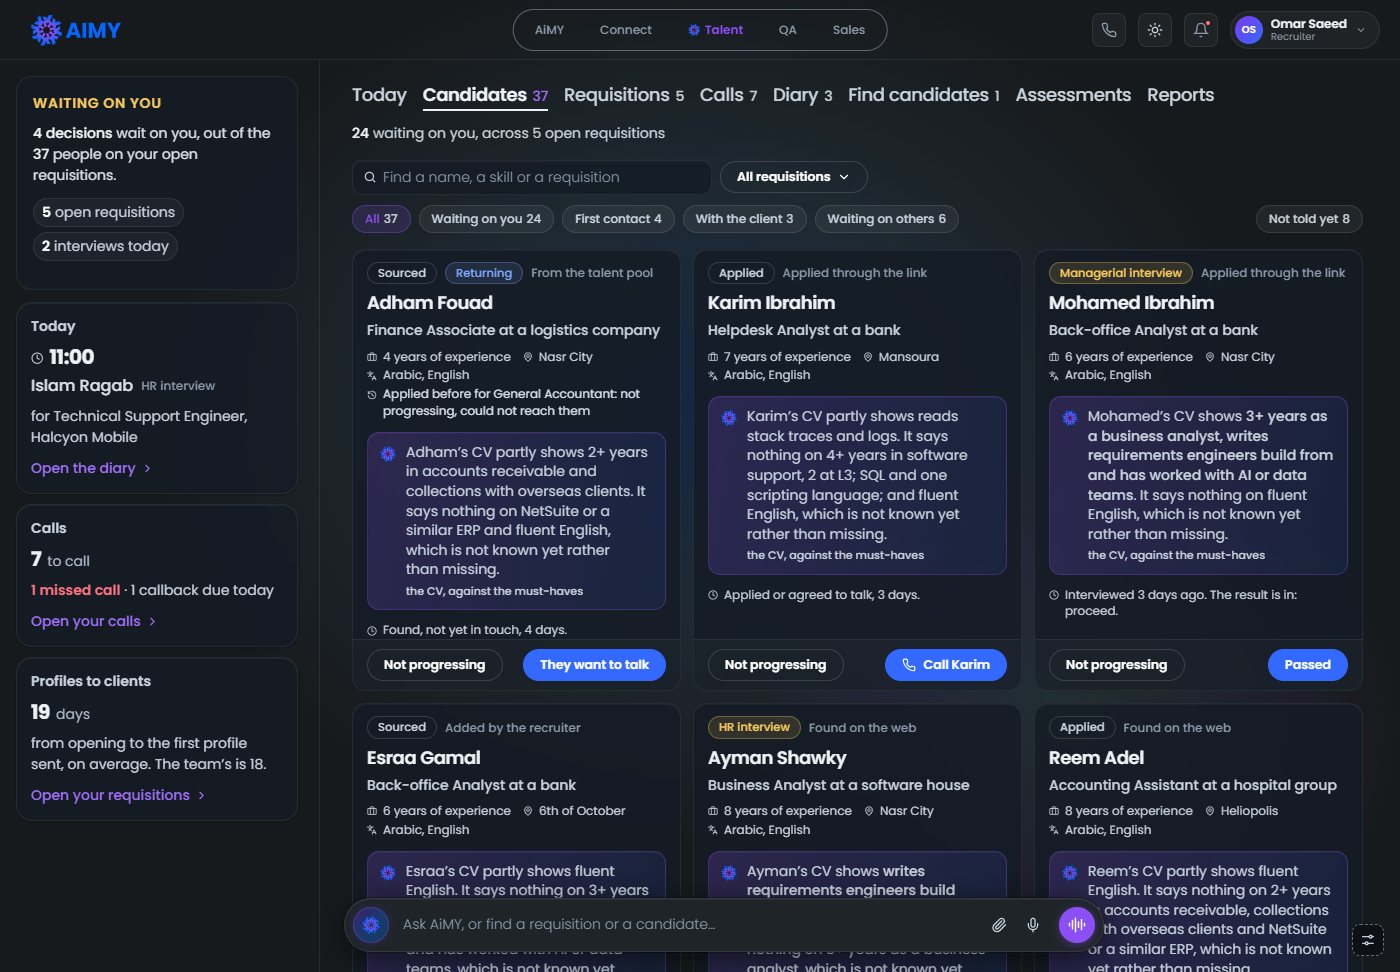 AiMY
AiMY
Connect
Talent
QA
Sales
OS
Omar Saeed
Recruiter
WAITING ON YOU
4 decisions wait on you, out of the
37 people on your open
requisitions.
5 open requisitions
2 interviews today
Today
11:00
Islam Ragab HR interview
for Technical Support Engineer,
Halcyon Mobile
Open the diary
Calls
7 to call
1 missed call · 1 callback due today
Open your calls
Profiles to clients
19 days
from opening to the first profile
sent, on average. The team's is 18.
Open your requisitions
Today
Candidates 37
Requisitions 5
Calls 7
Diary 3
Find candidates 1
Assessments
Reports
24 waiting on you, across 5 open requisitions
Find a name, a skill or a requisition
All requisitions
All 37
Waiting on you 24
First contact 4
With the client 3
Waiting on others 6
Not told yet 8
Sourced Returning From the talent pool
Adham Fouad
Finance Associate at a logistics company
4 years of experience Nasr City
Arabic, English
Applied before for General Accountant: not
progressing, could not reach them
Adham's CV partly shows 2+ years
in accounts receivable and
collections with overseas clients. It
says nothing on NetSuite or a
similar ERP and fluent English,
which is not known yet rather
than missing.
the CV, against the must-haves
Found, not yet in touch, 4 days.
Not progressing
They want to talk
Applied Applied through the link
Karim Ibrahim
Helpdesk Analyst at a bank
7 years of experience Mansoura
Arabic, English
Karim's CV partly shows reads
stack traces and logs. It says
nothing on 4+ years in software
support, 2 at L3; SQL and one
scripting language; and fluent
English, which is not known yet
rather than missing.
the CV, against the must-haves
Applied or agreed to talk, 3 days.
Not progressing
Call Karim
Managerial interview Applied through the link
Mohamed Ibrahim
Back-office Analyst at a bank
6 years of experience Nasr City
Arabic, English
Mohamed's CV shows 3+ years as
a business analyst, writes
requirements engineers build from
and has worked with AI or data
teams. It says nothing on fluent
English, which is not known yet
rather than missing.
the CV, against the must-haves
Interviewed 3 days ago. The result is in:
proceed.
Not progressing
Passed
Sourced Added by the recruiter
Esraa Gamal
Back-office Analyst at a bank
6 years of experience 6th of October
Arabic, English
Esraa's CV partly shows fluent
English. It says nothing on 3+ years
HR interview Found on the web
Ayman Shawky
Business Analyst at a software house
8 years of experience Nasr City
Arabic, English
Ayman's CV shows writes
requirements engineers build
Applied Found on the web
Reem Adel
Accounting Assistant at a hospital group
8 years of experience Heliopolis
Arabic, English
Reem's CV partly shows fluent
English. It says nothing on 2+ years
accounts receivable, collections
with overseas clients and NetSuite
or a similar ERP, which is not known
yet rather than missing.
Ask AiMY, or find a requisition or a candidate...